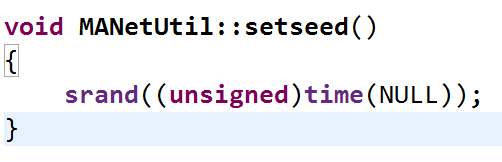 void MANetUtil::setseed()
{
    srand((unsigned)time(NULL));
}